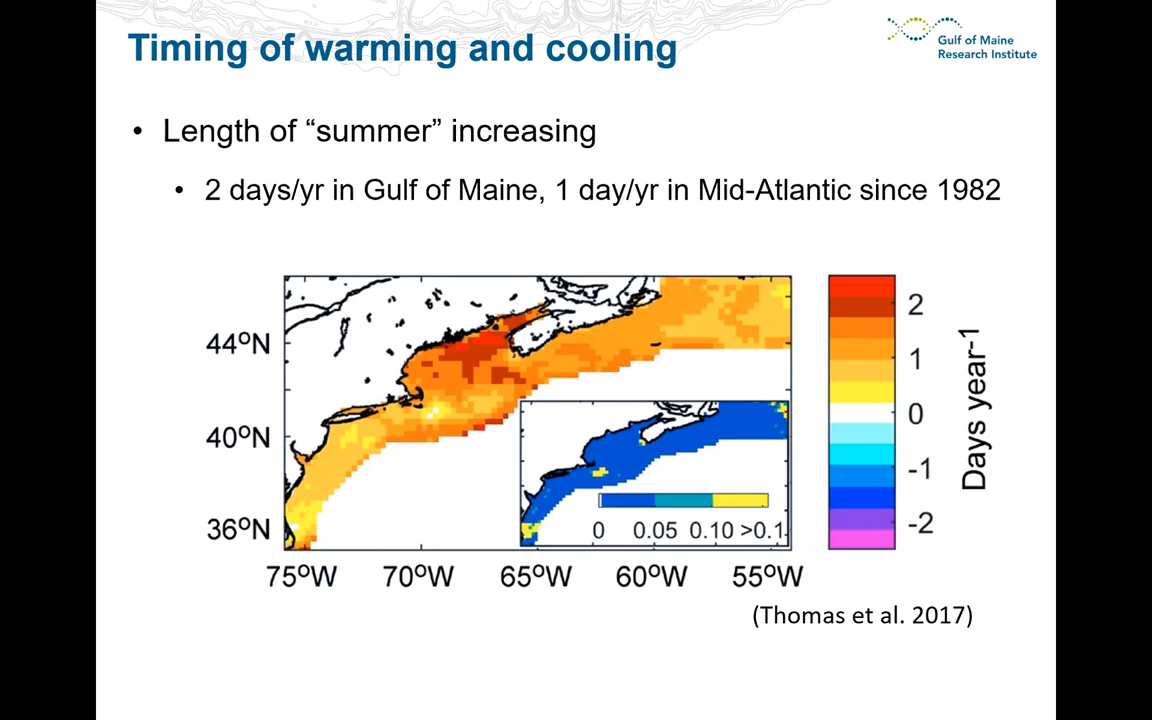 Timing of warming and cooling
Gulf of Maine
Research Institute
• Length of “summer” increasing
• 2 days/yr in Gulf of Maine, 1 day/yr in Mid-Atlantic since 1982
44ºN
40ºN
36ºN
75ºW 70ºW 65ºW 60ºW 55ºW
0 0.05 0.10 >0.1
2
1
0
-1
-2
Days year-1
(Thomas et al. 2017)